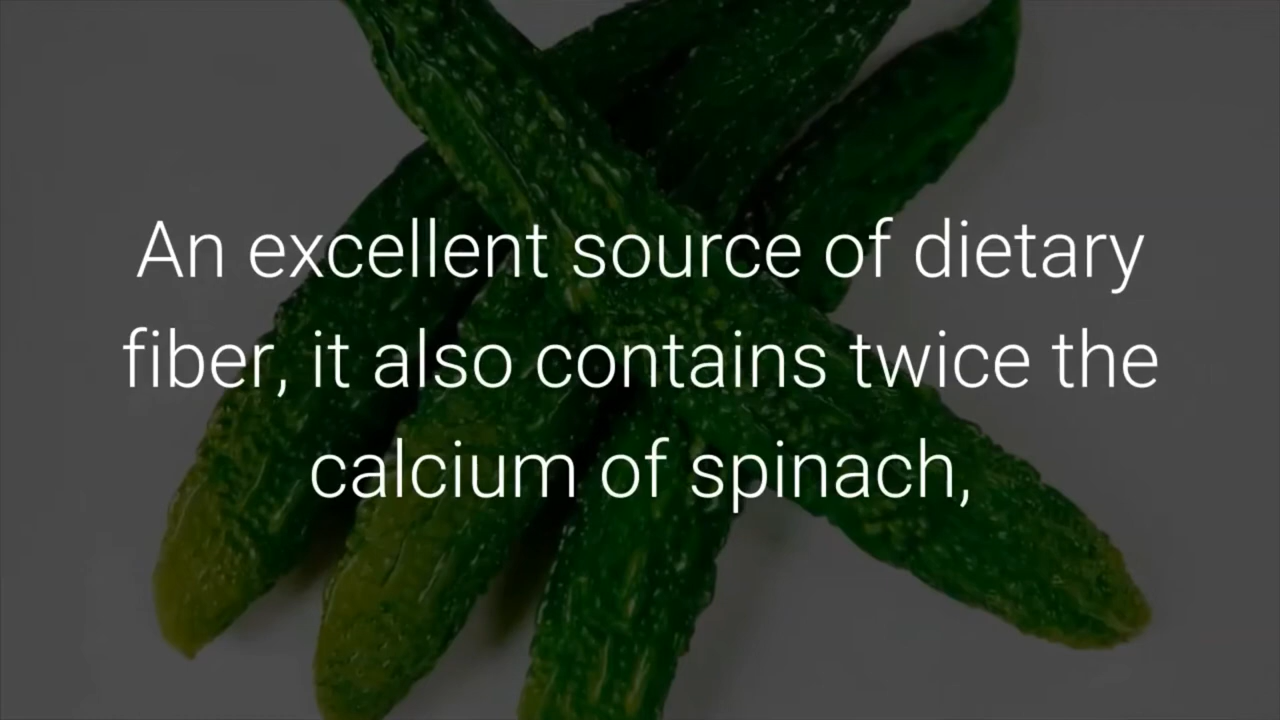 An excellent source of dietary
fiber, it also contains twice the
calcium of spinach,